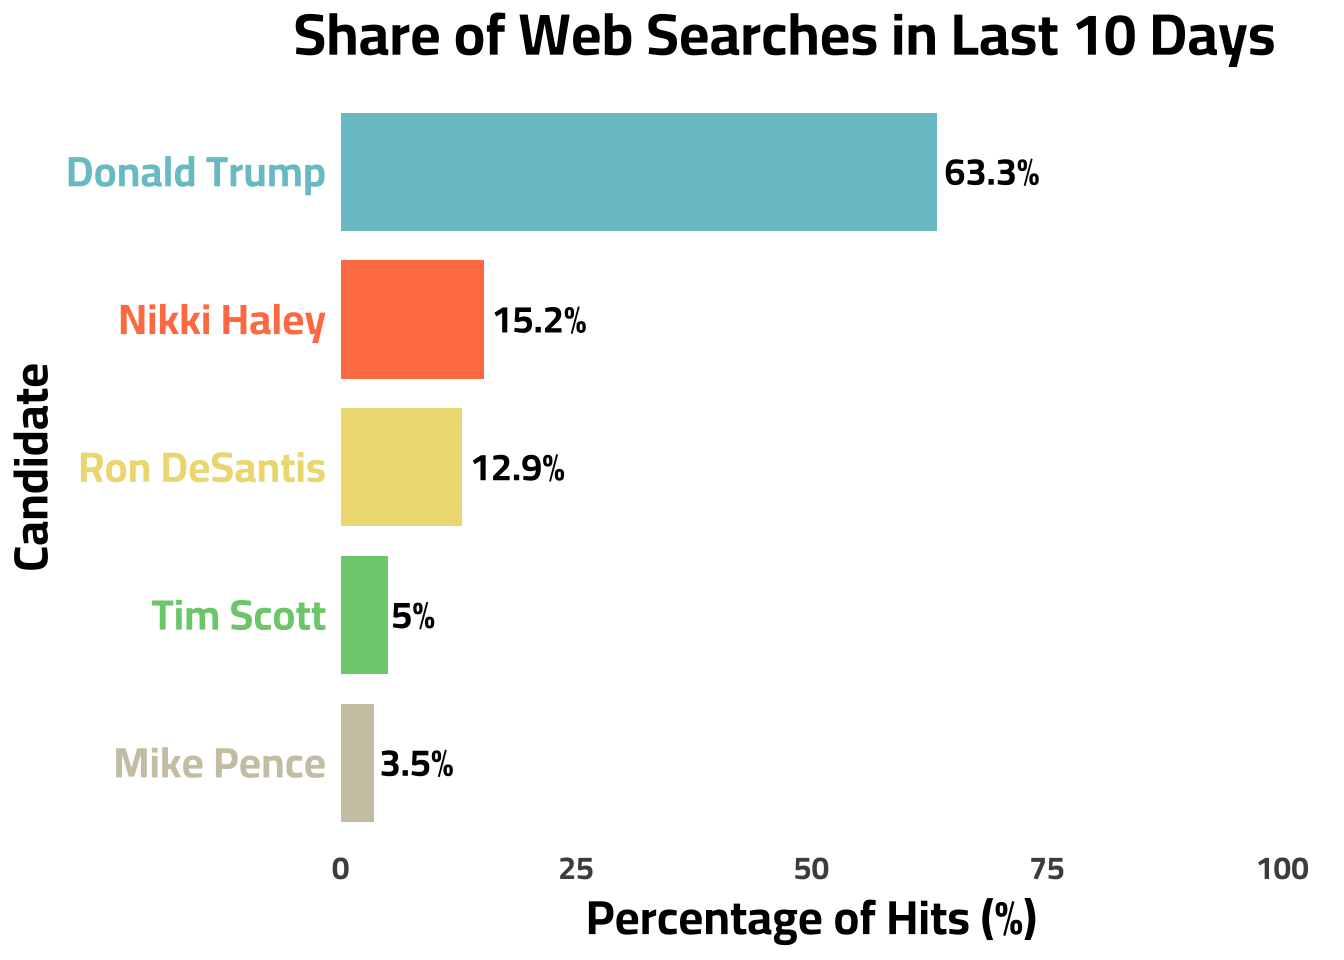 Share of Web Searches in Last 10 Days
Donald Trump 63.3%
Nikki Haley 15.2%
Ron DeSantis 12.9%
Tim Scott 5%
Mike Pence 3.5%
Candidate
0 25 50 75 100
Percentage of Hits (%)